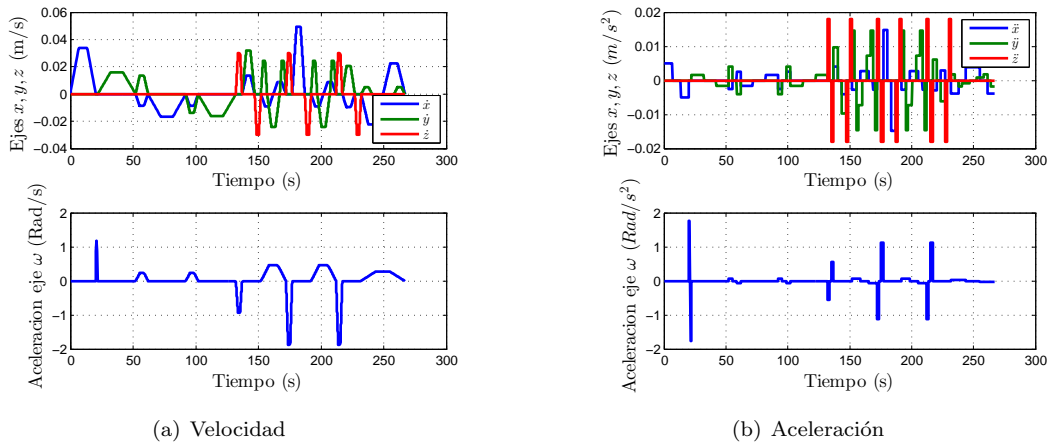 Ejes x, y, z (m/s)
0.06
0.04
0.02
0
−0.02
−0.04
0 50 100 150 200 250 300
Tiempo (s)
ẋ
ẏ
ż
Aceleracion eje ω (Rad/s)
2
1
0
−1
−2
0 50 100 150 200 250 300
Tiempo (s)
(a) Velocidad
Ejes x, y, z (m/s²)
0.02
0.01
0
−0.01
−0.02
0 50 100 150 200 250 300
Tiempo (s)
ẍ
ÿ
z̈
Aceleracion eje ω (Rad/s²)
2
1
0
−1
−2
0 50 100 150 200 250 300
Tiempo (s)
(b) Aceleración